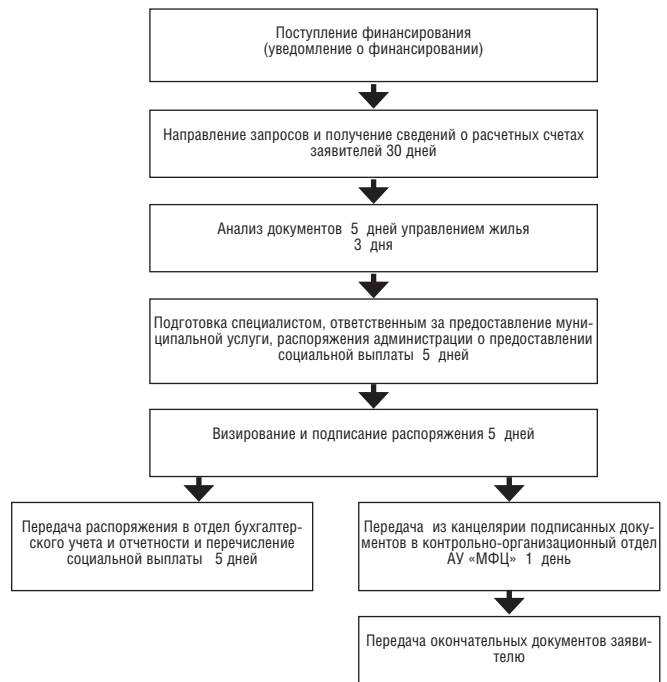 Поступление финансирования
(уведомление о финансировании)
Направление запросов и получение сведений о расчетных счетах
заявителей 30 дней
Анализ документов 5 дней управлением жилья
3 дня
Подготовка специалистом, ответственным за предоставление муни-
ципальной услуги, распоряжения администрации о предоставлении
социальной выплаты 5 дней
Визирование и подписание распоряжения 5 дней
Передача распоряжения в отдел бухгалтер-
ского учета и отчетности и перечисление
социальной выплаты 5 дней
Передача из канцелярии подписанных доку-
ментов в контрольно-организационный отдел
АУ «МФЦ» 1 день
Передача окончательных документов заяви-
телю